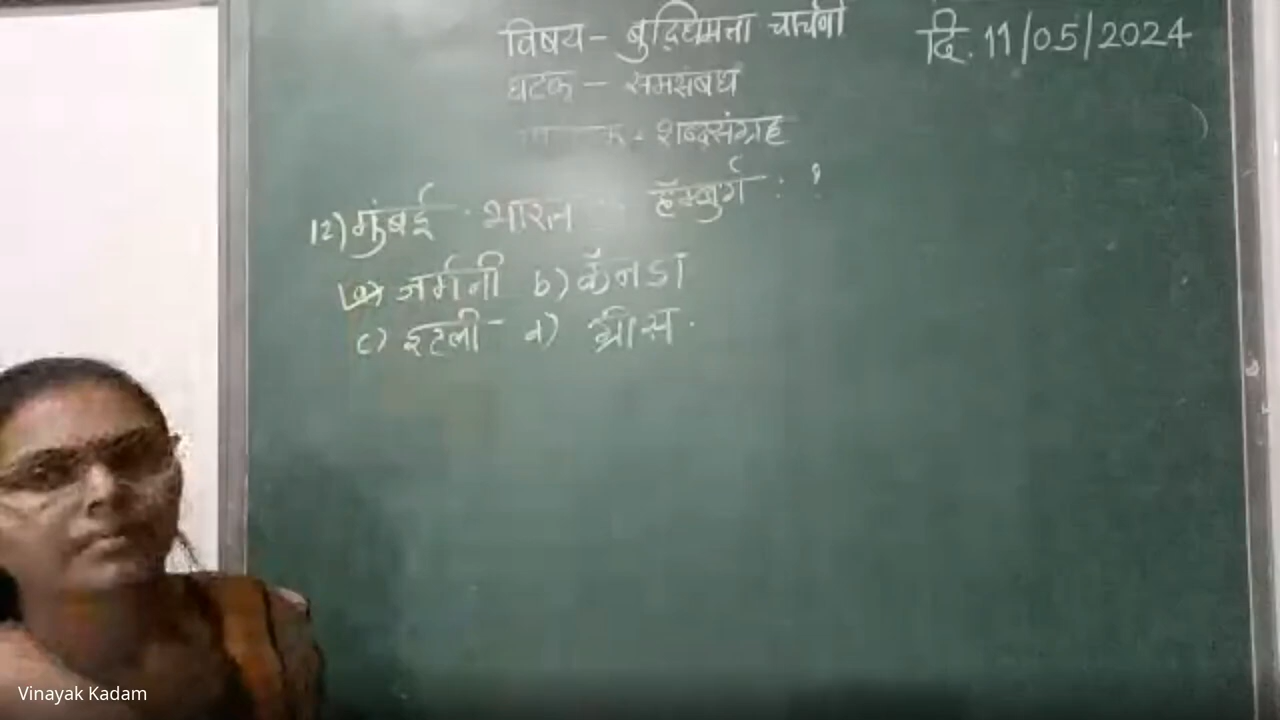 विषय - बुद्धिमत्ता चाचणी
दि. 11/05/2024
घटक - समसंबंध
- शब्दसंग्रह
12) मुंबई : भारत :: हॅम्बुर्ग : ?
a) जर्मनी b) कॅनडा
c) इटली d) ग्रीस.
Vinayak Kadam